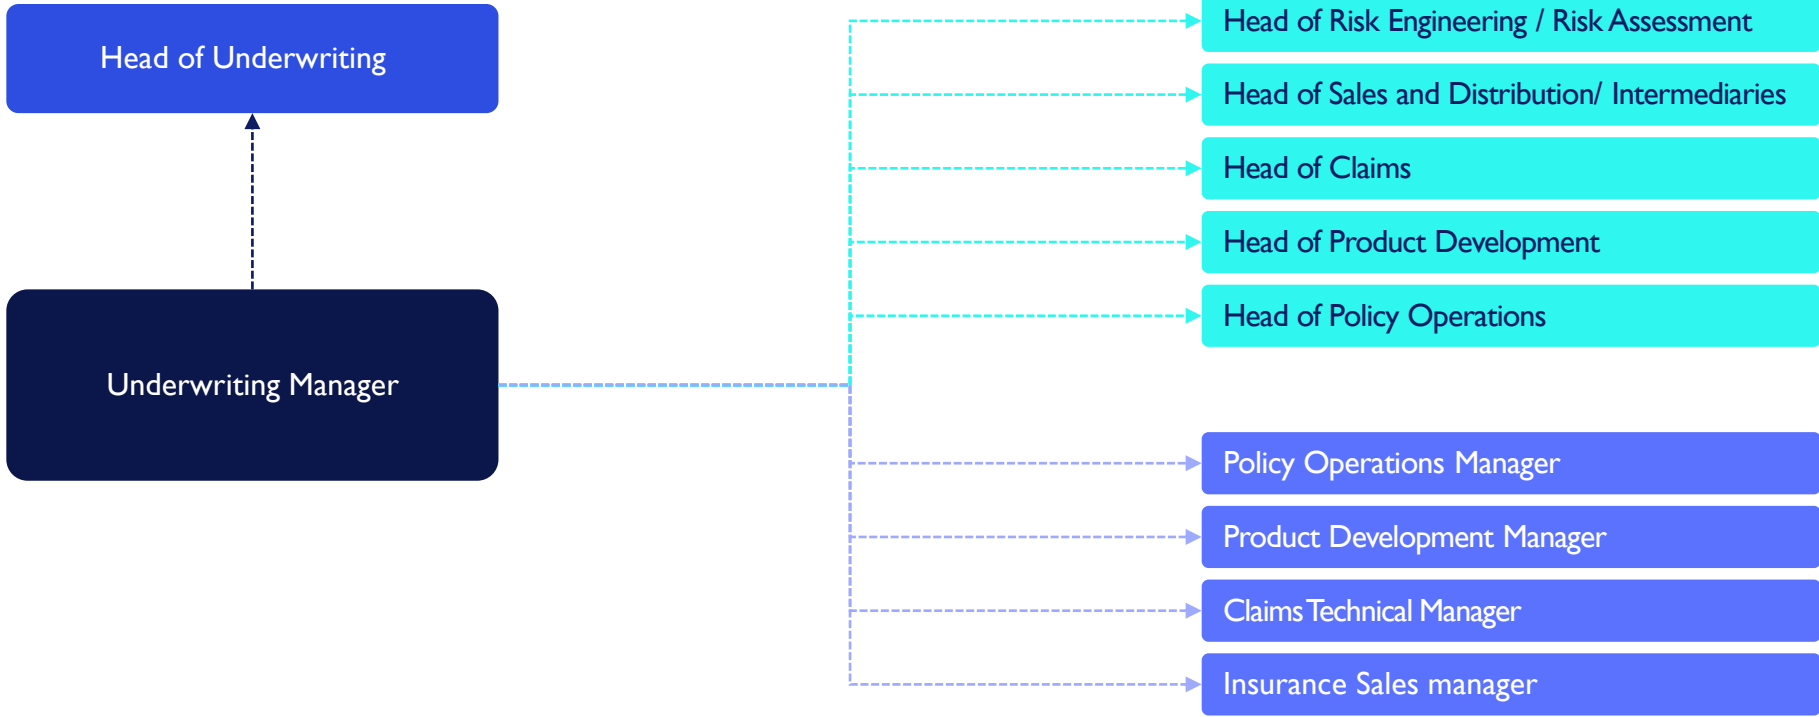 Head of Underwriting
Underwriting Manager
Head of Risk Engineering / Risk Assessment
Head of Sales and Distribution/ Intermediaries
Head of Claims
Head of Product Development
Head of Policy Operations
Policy Operations Manager
Product Development Manager
Claims Technical Manager
Insurance Sales manager